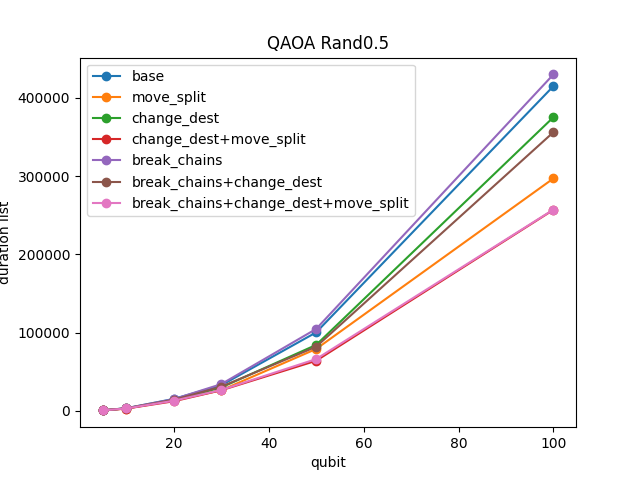 QAOA Rand0.5
base
move_split
change_dest
change_dest+move_split
break_chains
break_chains+change_dest
break_chains+change_dest+move_split
400000
300000
200000
100000
0
duration list
20 40 60 80 100
qubit